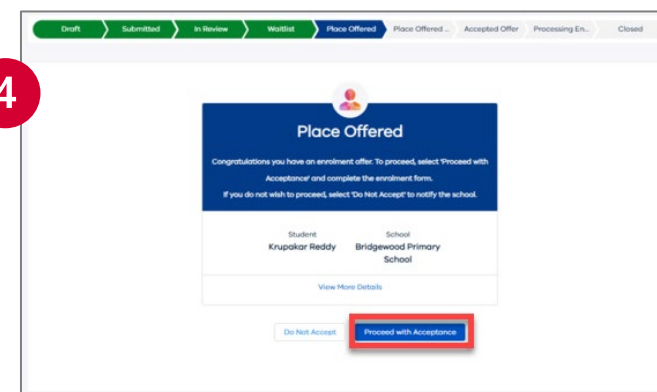 Draft Submitted In Review Waitlist Place Offered Place Offered ... Accepted Offer Processing En... Closed
4
Place Offered
Congratulations you have an enrolment offer. To proceed, select 'Proceed with
Acceptance' and complete the enrolment form.
If you do not wish to proceed, select 'Do Not Accept' to notify the school.
Student School
Krupakar Reddy Bridgewood Primary
School
View More Details
Do Not Accept Proceed with Acceptance